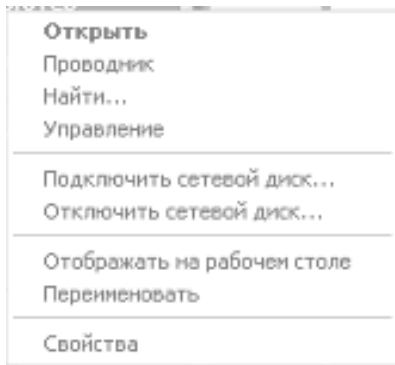 Открыть
Проводник
Найти...
Управление
Подключить сетевой диск...
Отключить сетевой диск...
Отображать на рабочем столе
Переименовать
Свойства